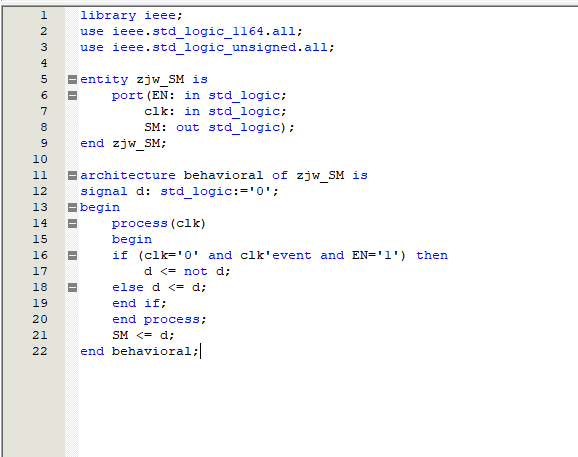 1 library ieee;
2 use ieee.std_logic_1164.all;
3 use ieee.std_logic_unsigned.all;
4
5 entity zjw_SM is
6 port(EN: in std_logic;
7 clk: in std_logic;
8 SM: out std_logic);
9 end zjw_SM;
10
11 architecture behavioral of zjw_SM is
12 signal d: std_logic:='0';
13 begin
14 process(clk)
15 begin
16 if (clk='0' and clk'event and EN='1') then
17 d <= not d;
18 else d <= d;
19 end if;
20 end process;
21 SM <= d;
22 end behavioral;